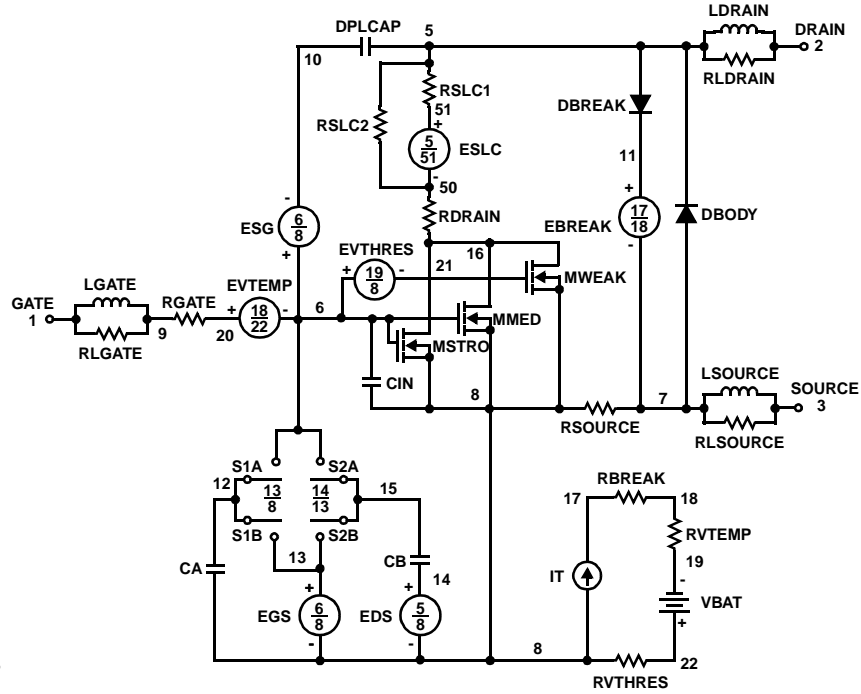 LDRAIN
DPLCAP 5 DRAIN
10 2
RSLC1 RLDRAIN
51 DBREAK
RSLC2 +
5
51 ESLC
11
-
50
- +
RDRAIN 17
18 DBODY
6
8 EBREAK
ESG -
EVTHRES 16
+ + 19
8 - 21 MWEAK
LGATE EVTEMP
GATE RGATE + 18
22 - 6 MMED
1 9 20 MSTRO
RLGATE LSOURCE
CIN 8 7 SOURCE
3
RSOURCE RLSOURCE
S1A S2A RBREAK
12 13
8 14
13 15 17 18
S1B S2B RVTEMP
13 CB 19
CA 14 IT -
+ + VBAT
EGS 6
8 EDS 5
8 +
- - 8 22
RVTHRES